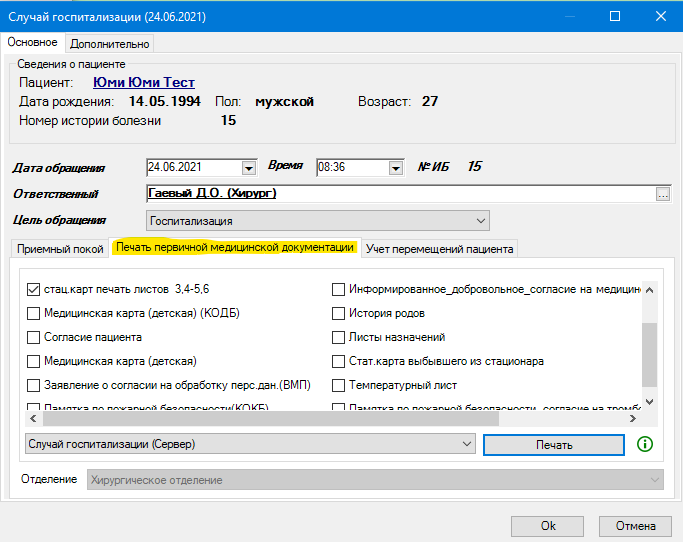 Случай госпитализации (24.06.2021)
Основное Дополнительно
Сведения о пациенте
Пациент: Юми Юми Тест
Дата рождения: 14.05.1994 Пол: мужской Возраст: 27
Номер истории болезни 15
Дата обращения 24.06.2021 Время 08:36 № ИБ 15
Ответственный Гаевый Д.О. (Хирург) ...
Цель обращения Госпитализация
Приемный покой Печать первичной медицинской документации Учет перемещений пациента
стац.карт печать листов 3,4-5,6 Информированное_добровольное_согласие на медицин
Медицинская карта (детская) (КОДБ) История родов
Согласие пациента Листы назначений
Медицинская карта (детская) Стат.карта выбывшего из стационара
Заявление о согласии на обработку перс.дан.(ВМП) Температурный лист
Памятка по пожарной безопасности(КОКБ) Памятка по пожарной безопасности, согласие на тромбо
Случай госпитализации (Сервер) Печать
Отделение Хирургическое отделение
Ok Отмена